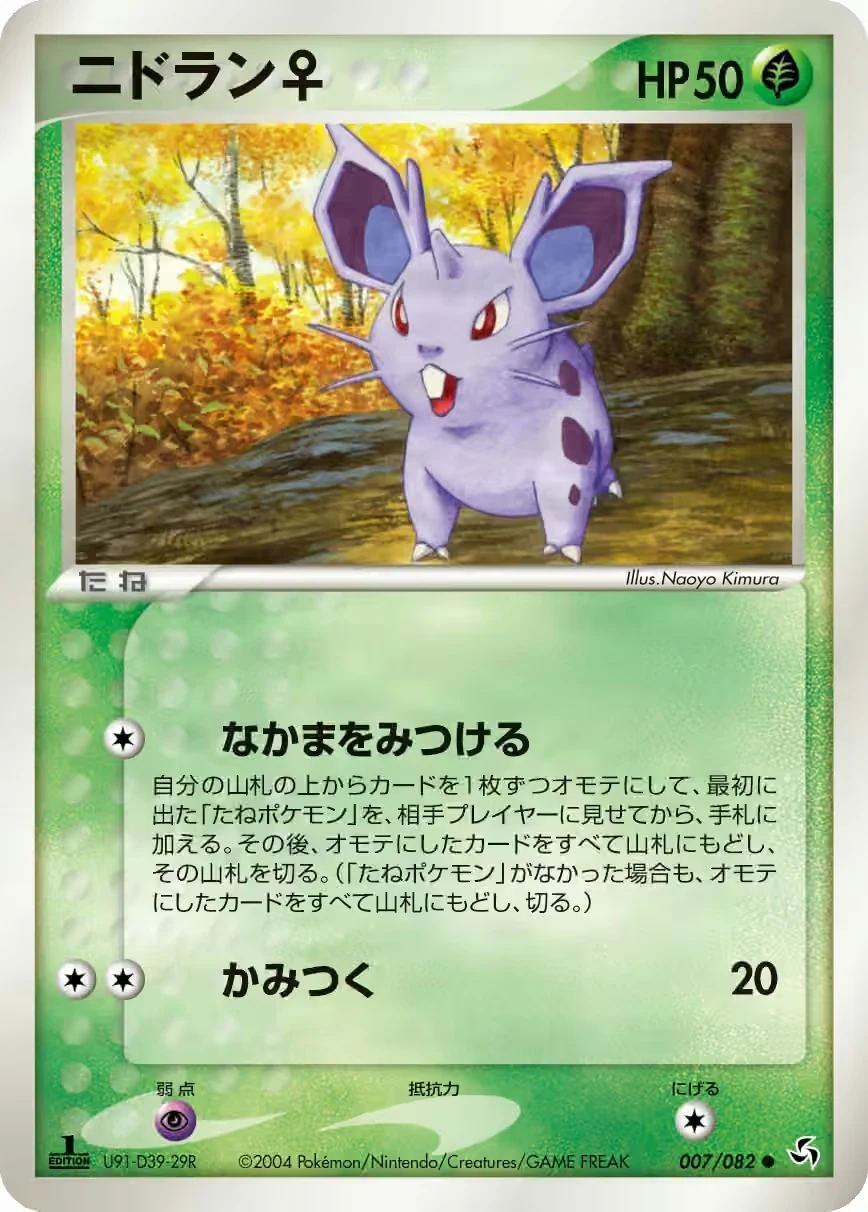 ニドラン♀ HP50
たね Illus.Naoyo Kimura
なかまをみつける
自分の山札の上からカードを1枚ずつオモテにして、最初に
出た「たねポケモン」を、相手プレイヤーに見せてから、手札に
加える。その後、オモテにしたカードをすべて山札にもどし、
その山札を切る。（「たねポケモン」がなかった場合も、オモテ
にしたカードをすべて山札にもどし、切る。）
かみつく 20
弱点 抵抗力 にげる
1 EDITION U91-D39-29R ©2004 Pokémon/Nintendo/Creatures/GAME FREAK 007/082 ●